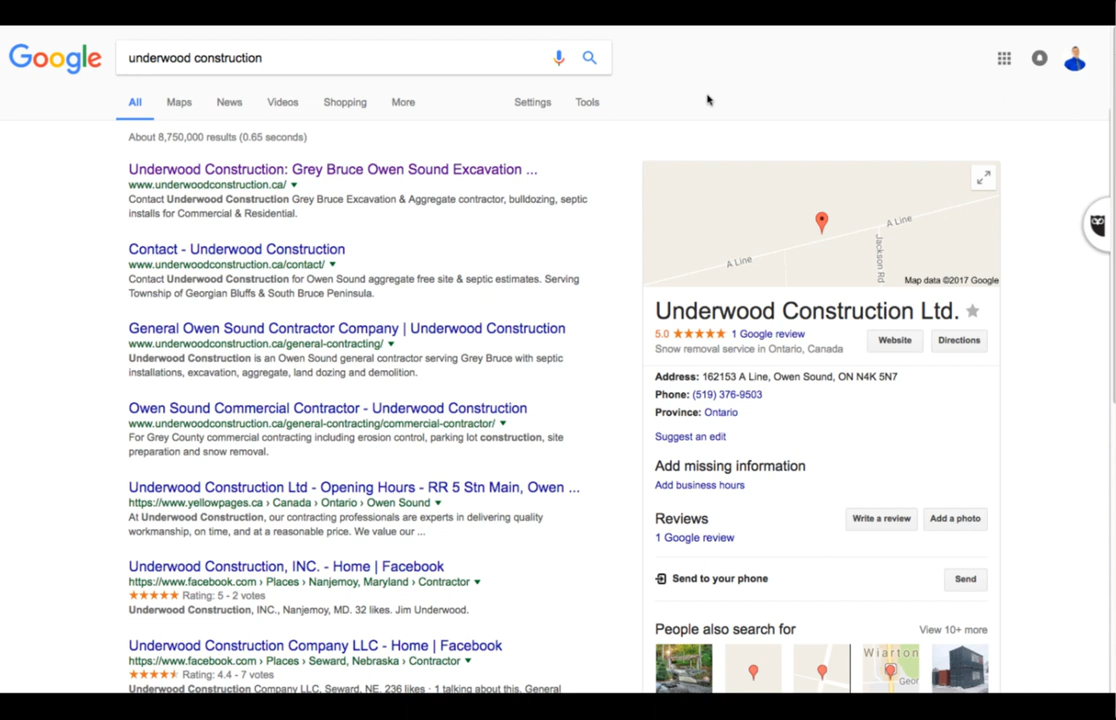 Google
underwood construction
All Maps News Videos Shopping More Settings Tools
About 8,750,000 results (0.65 seconds)
Underwood Construction: Grey Bruce Owen Sound Excavation ...
www.underwoodconstruction.ca/
Contact Underwood Construction Grey Bruce Excavation & Aggregate contractor, bulldozing, septic
installs for Commercial & Residential.
Contact - Underwood Construction
www.underwoodconstruction.ca/contact/
Contact Underwood Construction for Owen Sound aggregate free site & septic estimates. Serving
Township of Georgian Bluffs & South Bruce Peninsula.
General Owen Sound Contractor Company | Underwood Construction
www.underwoodconstruction.ca/general-contracting/
Underwood Construction is an Owen Sound general contractor serving Grey Bruce with septic
installations, excavation, aggregate, land dozing and demolition.
Owen Sound Commercial Contractor - Underwood Construction
www.underwoodconstruction.ca/general-contracting/commercial-contractor/
For Grey County commercial contracting including erosion control, parking lot construction, site
preparation and snow removal.
Underwood Construction Ltd - Opening Hours - RR 5 Stn Main, Owen ...
https://www.yellowpages.ca › Canada › Ontario › Owen Sound
At Underwood Construction, our contracting professionals are experts in delivering quality
workmanship, on time, and at a reasonable price. We value our ...
Underwood Construction, INC. - Home | Facebook
https://www.facebook.com › Places › Nanjemoy, Maryland › Contractor
Rating: 5 - 2 votes
Underwood Construction, INC., Nanjemoy, MD. 32 likes. Jim Underwood.
Underwood Construction Company LLC - Home | Facebook
https://www.facebook.com › Places › Seward, Nebraska › Contractor
Rating: 4.4 - 7 votes
Underwood Construction Company LLC, Seward, NE. 236 likes · 1 talking about this. General
A Line
A Line
Jackson Rd
Map data ©2017 Google
Underwood Construction Ltd.
5.0 1 Google review
Snow removal service in Ontario, Canada
Website Directions
Address: 162153 A Line, Owen Sound, ON N4K 5N7
Phone: (519) 376-9503
Province: Ontario
Suggest an edit
Add missing information
Add business hours
Reviews
1 Google review
Write a review Add a photo
Send to your phone Send
People also search for View 10+ more
Wiarton
Geor